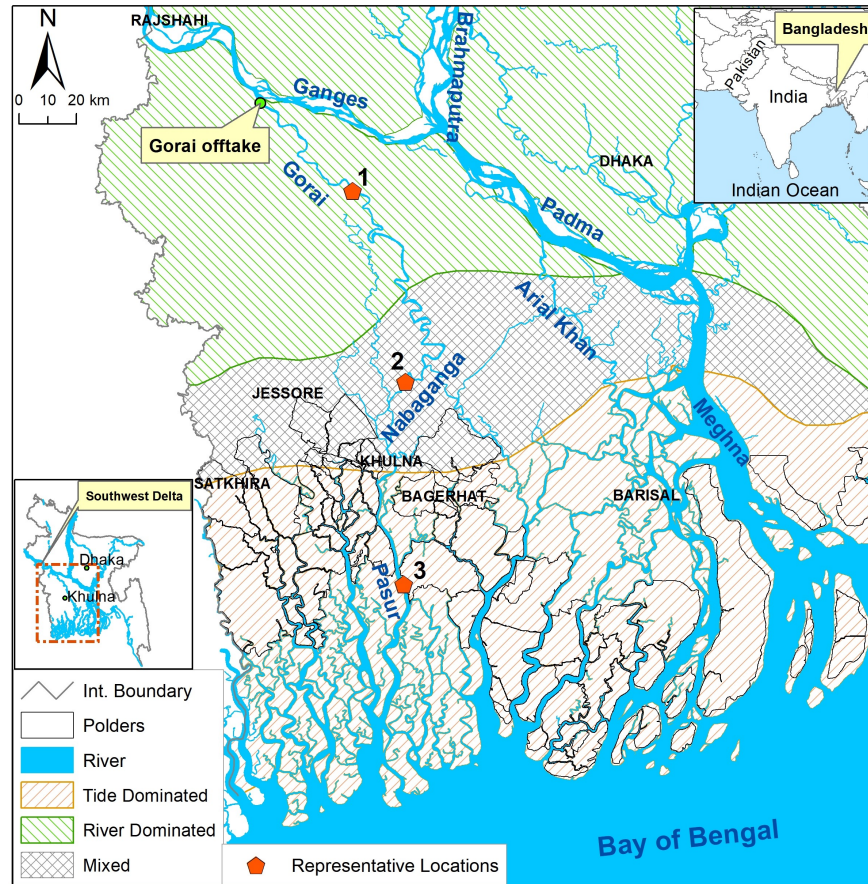 RAJSHAHI
N
0 10 20 km
Ganges
Brahmaputra
Gorai offtake
Gorai
1
DHAKA
Padma
Bangladesh
Pakistan
India
Indian Ocean
Arial Khan
2
JESSORE
Nabaganga
Meghna
KHULNA
SATKHIRA
BAGERHAT
BARISAL
3
Pasur
Southwest Delta
Dhaka
Khulna
Int. Boundary
Polders
River
Tide Dominated
River Dominated
Mixed
Representative Locations
Bay of Bengal